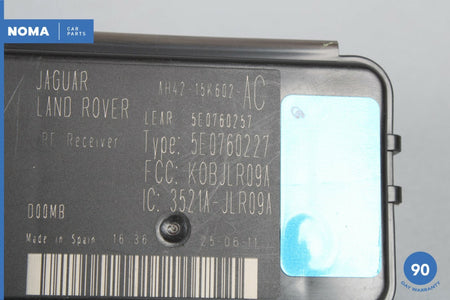 NOMA CAR PARTS
JAGUAR
LAND ROVER
RF Receiver
AH42-15K602-AC
LEAR 5E0760257
Type: 5E0760227
FCC: KOBJLR09A
IC: 3521A-JLR09A
D00MB
Made in Spain 16:36 25-06-11
90
DAY WARRANTY